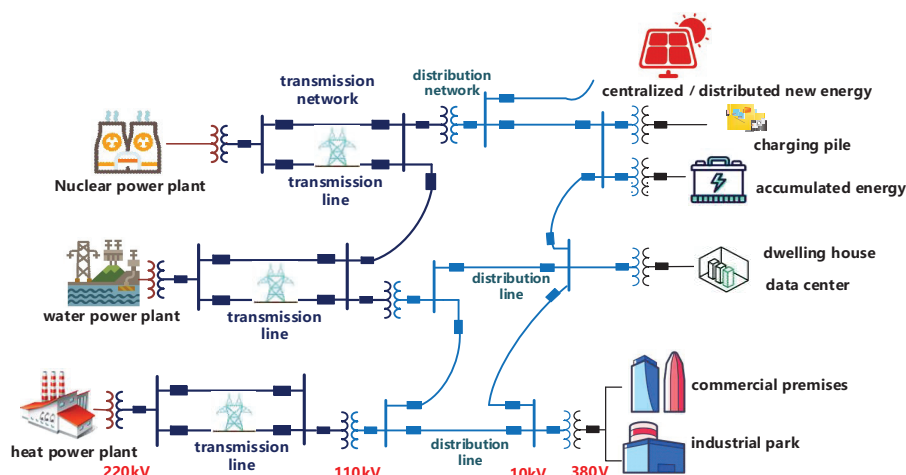 transmission
network
distribution
network
centralized / distributed new energy
charging pile
Nuclear power plant
transmission
line
accumulated energy
dwelling house
data center
distribution
line
water power plant
transmission
line
commercial premises
industrial park
heat power plant
transmission
line
distribution
line
220kV
110kV
10kV
380V